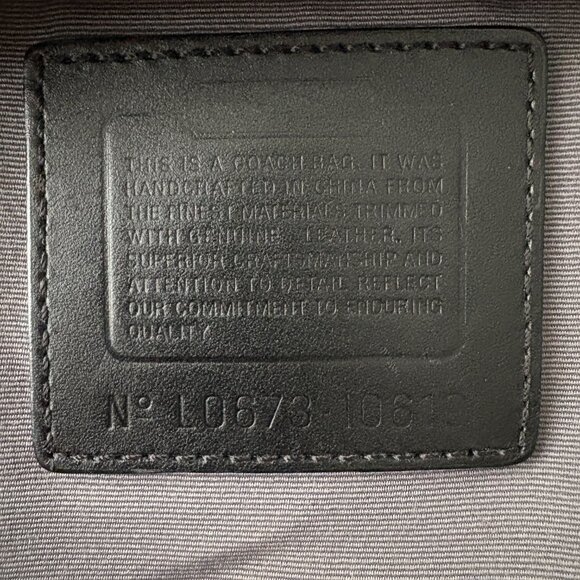 THIS IS A COACH BAG. IT WAS
HANDCRAFTED IN CHINA FROM
THE FINEST MATERIALS TRIMMED
WITH GENUINE LEATHER. ITS
SUPERIOR CRAFTSMANSHIP AND
ATTENTION TO DETAIL REFLECT
OUR COMMITMENT TO ENDURING
QUALITY.
Nº L0673-